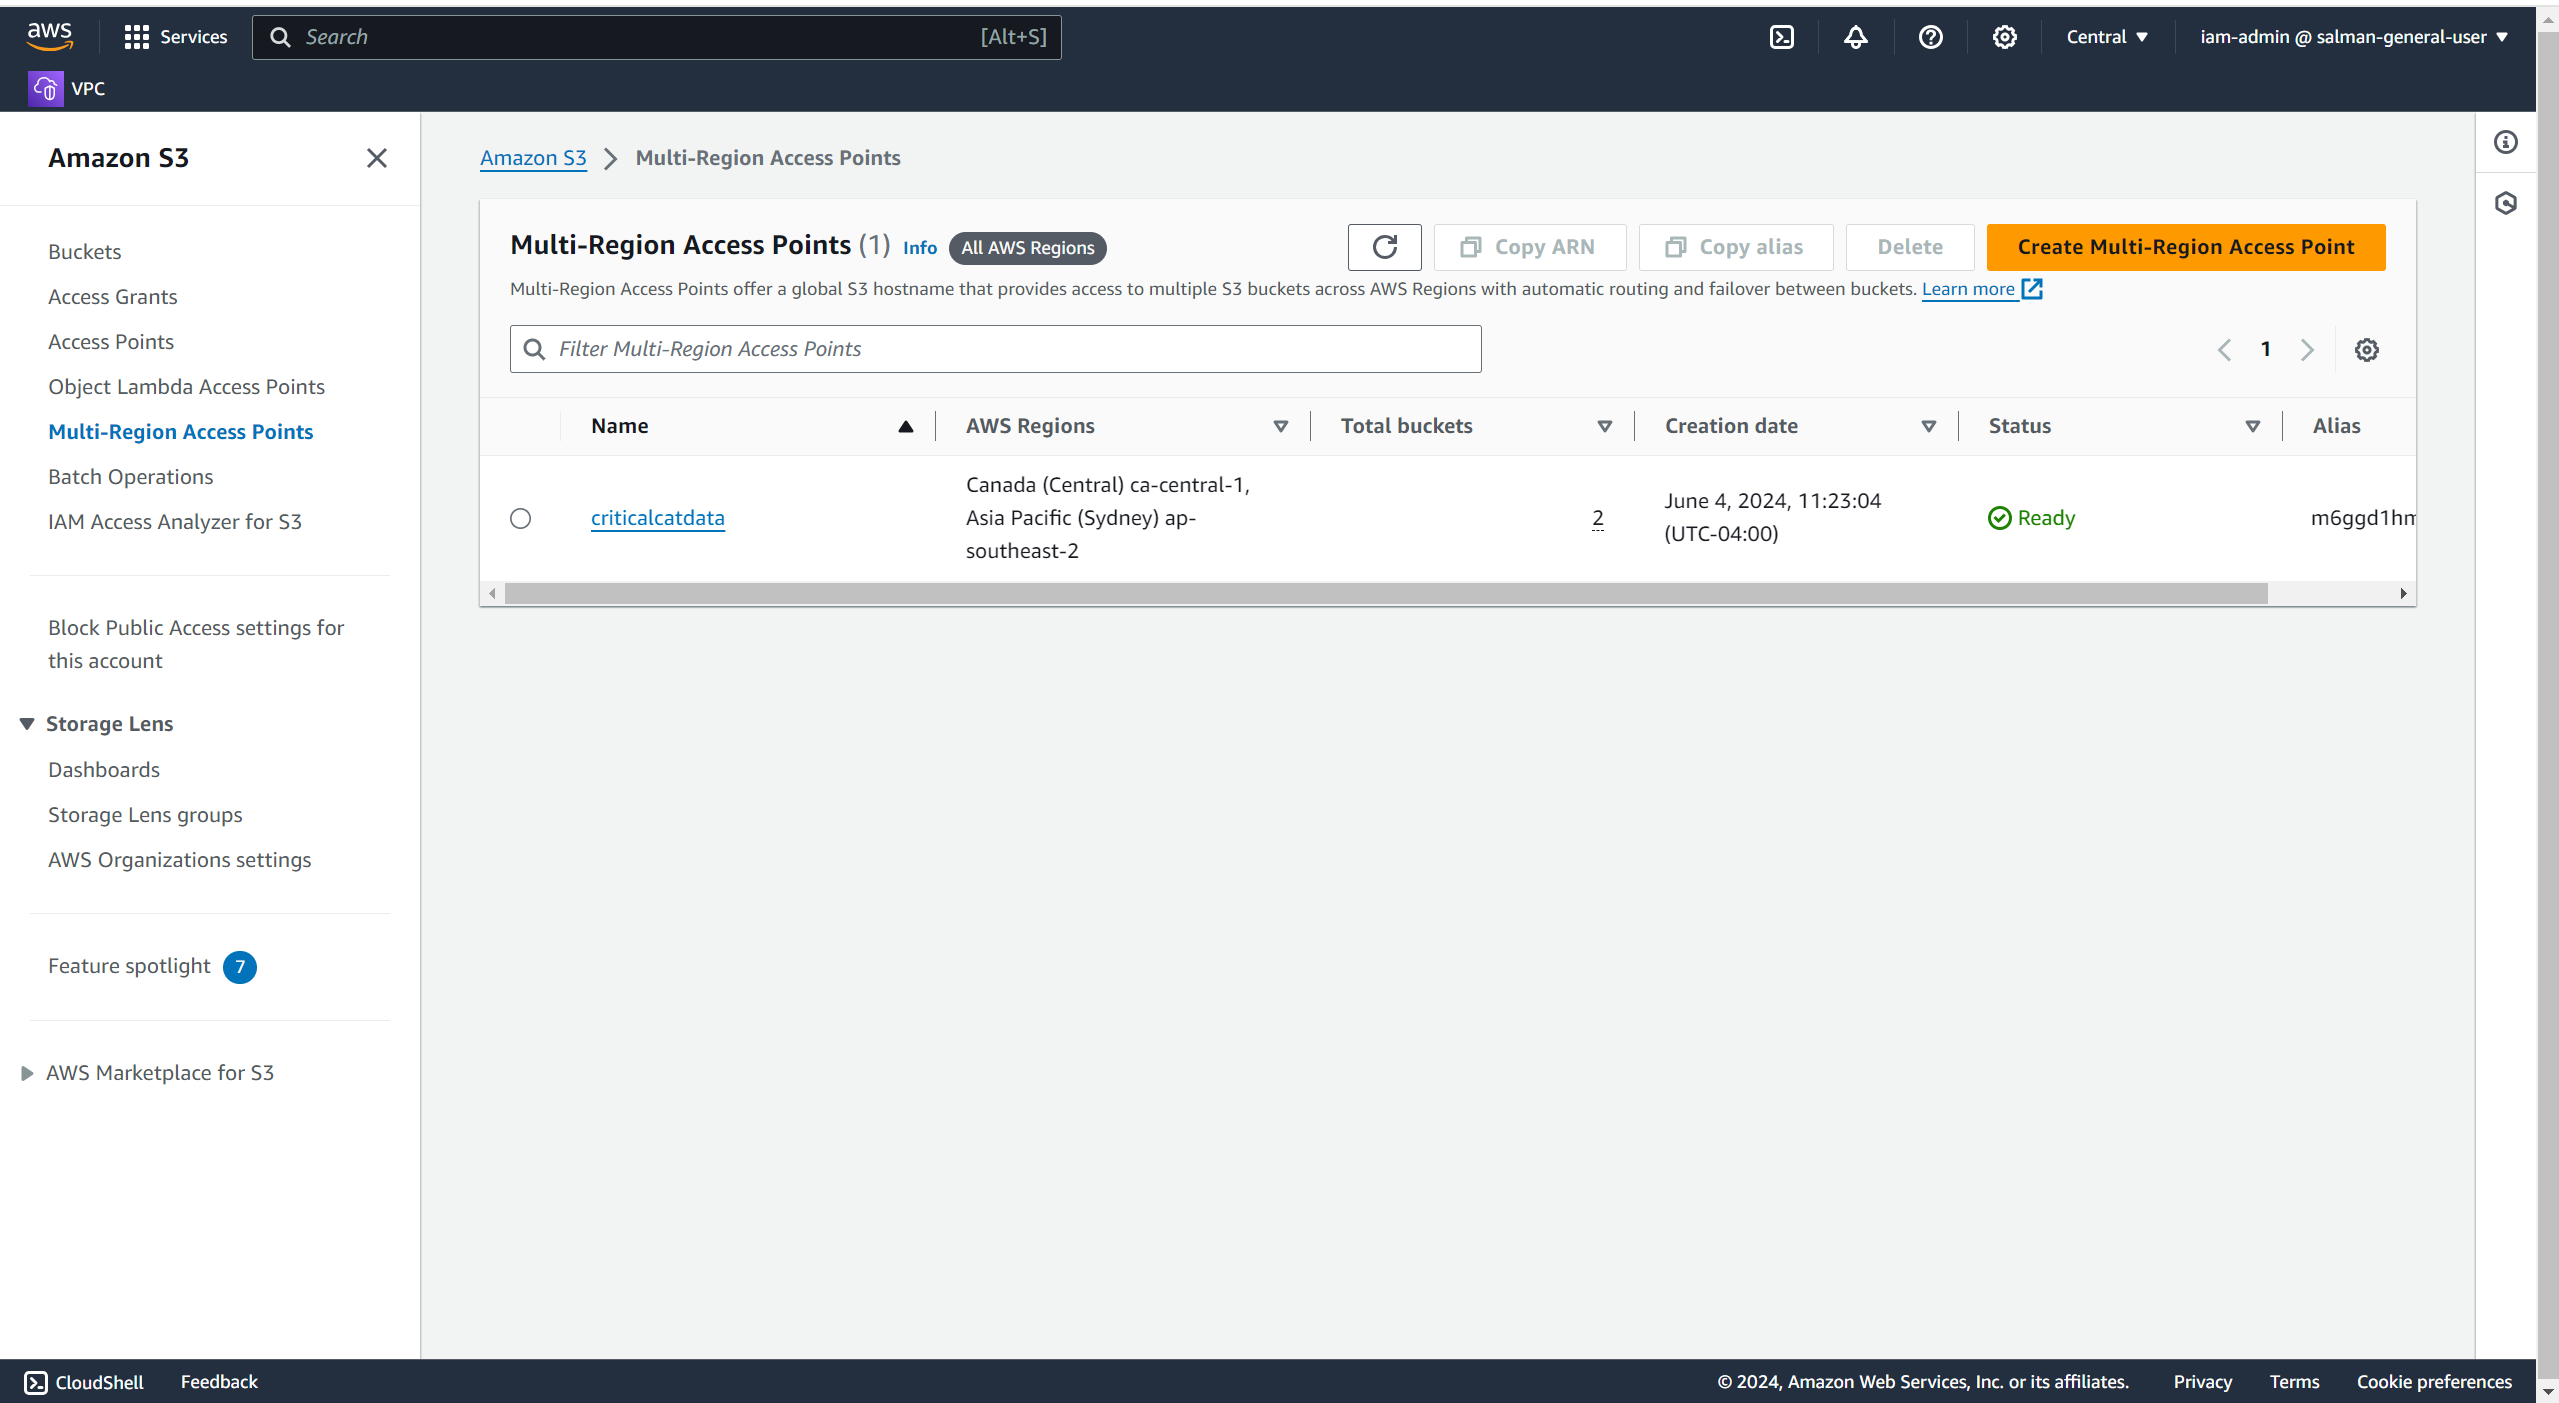 aws
Services
Search
[Alt+S]
Central
iam-admin @ salman-general-user
VPC
Amazon S3
Buckets
Access Grants
Access Points
Object Lambda Access Points
Multi-Region Access Points
Batch Operations
IAM Access Analyzer for S3
Block Public Access settings for
this account
Storage Lens
Dashboards
Storage Lens groups
AWS Organizations settings
Feature spotlight 7
AWS Marketplace for S3
Amazon S3 > Multi-Region Access Points
Multi-Region Access Points (1) Info All AWS Regions
Copy ARN
Copy alias
Delete
Create Multi-Region Access Point
Multi-Region Access Points offer a global S3 hostname that provides access to multiple S3 buckets across AWS Regions with automatic routing and failover between buckets. Learn more
Filter Multi-Region Access Points
1
Name
AWS Regions
Total buckets
Creation date
Status
Alias
criticalcatdata
Canada (Central) ca-central-1,
Asia Pacific (Sydney) ap-
southeast-2
2
June 4, 2024, 11:23:04
(UTC-04:00)
Ready
m6ggd1hm
CloudShell
Feedback
© 2024, Amazon Web Services, Inc. or its affiliates.
Privacy
Terms
Cookie preferences